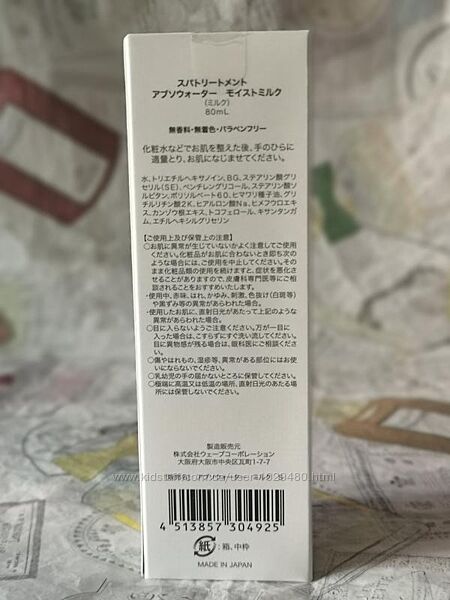 スパトリートメント
アブソウォーター　モイストミルク
（ミルク）
80mL
無香料・無着色・パラベンフリー
化粧水などでお肌を整えた後、手のひらに
適量とり、お肌になじませてください。
水、トリエチルヘキサノイン、BG、ステアリン酸グリ
セリル(SE)、ペンチレングリコール、ステアリン酸ソ
ルビタン、ポリソルベート60、ヒマワリ種子油、グリ
チルリチン酸2K、ヒアルロン酸Na、ヒメフウロエキ
ス、カンゾウ根エキス、トコフェロール、キサンタンガ
ム、エチルヘキシルグリセリン
【ご使用上及び保管上の注意】
○お肌に異常が生じていないかよく注意してご使用
ください。化粧品がお肌に合わないとき即ち次の
ような場合には、ご使用を中止してください。その
まま化粧品類の使用を続けますと、症状を悪化さ
せることがありますので、皮膚科専門医等にご相
談されることをおすすめいたします。
・使用中、赤味、はれ、かゆみ、刺激、色抜け(白斑等)
や黒ずみ等の異常があらわれた場合。
・使用したお肌に、直射日光があたって上記のような
異常があらわれた場合。
○目に入らないようご注意ください。万が一目に
入った場合は、こすらずにすぐ洗い流してください。
目に異物感が残る場合は、眼科医にご相談くださ
い。
○傷やはれもの、湿疹等、異常がある部位にはお使
いにならないでください。
○乳幼児の手の届かないところに保管してください。
○極端に高温又は低温の場所、直射日光のあたる場
所には保管しないでください。
製造販売元
株式会社ウェーブコーポレーション
大阪府大阪市中央区瓦町1-7-7
4 513857 304925
紙：箱、中枠
MADE IN JAPAN